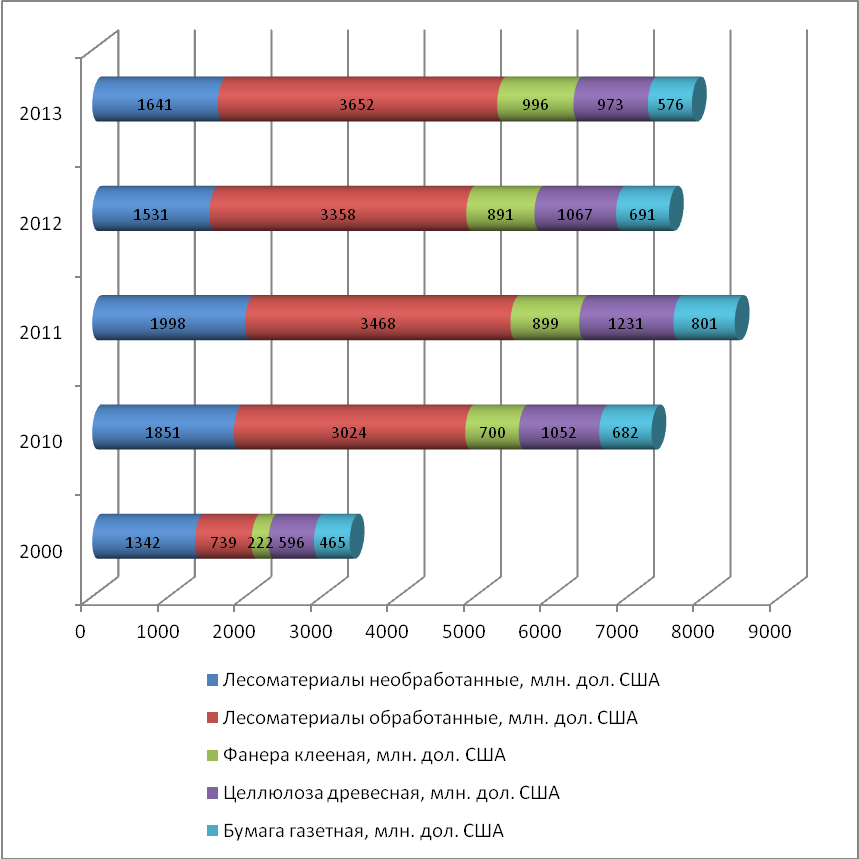 2013
1641 3652 996 973 576
2012
1531 3358 891 1067 691
2011
1998 3468 899 1231 801
2010
1851 3024 700 1052 682
2000
1342 739 222 596 465
0 1000 2000 3000 4000 5000 6000 7000 8000 9000
Лесоматериалы необработанные, млн. дол. США
Лесоматериалы обработанные, млн. дол. США
Фанера клееная, млн. дол. США
Целлюлоза древесная, млн. дол. США
Бумага газетная, млн. дол. США